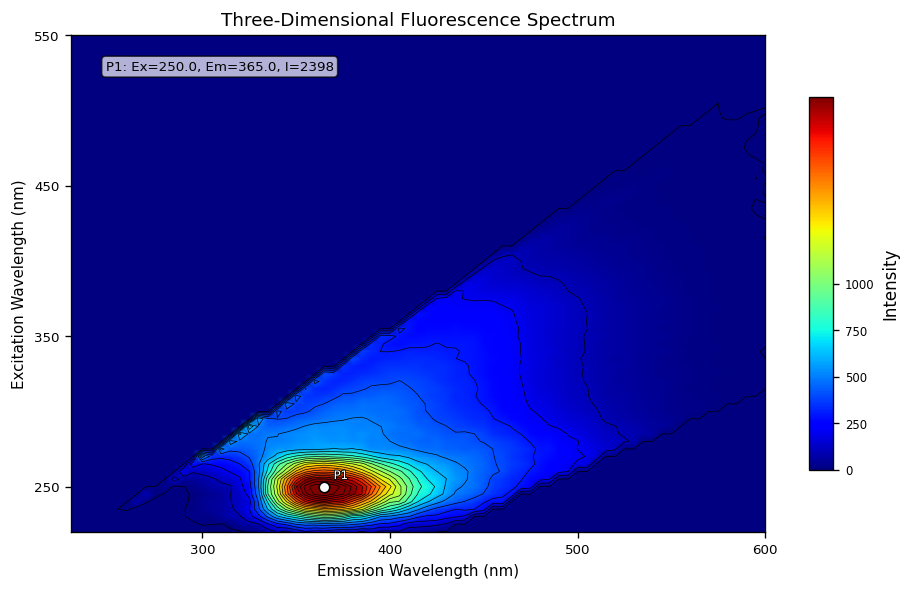 Three-Dimensional Fluorescence Spectrum
P1: Ex=250.0, Em=365.0, I=2398
P1
550
450
350
250
300
400
500
600
Excitation Wavelength (nm)
Emission Wavelength (nm)
1000
750
500
250
0
Intensity